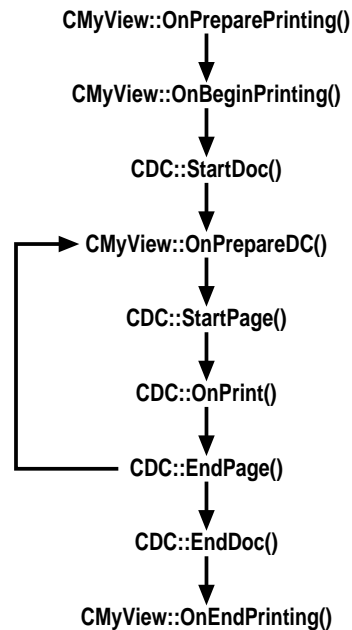 CMyView::OnPreparePrinting()
CMyView::OnBeginPrinting()
CDC::StartDoc()
CMyView::OnPrepareDC()
CDC::StartPage()
CDC::OnPrint()
CDC::EndPage()
CDC::EndDoc()
CMyView::OnEndPrinting()